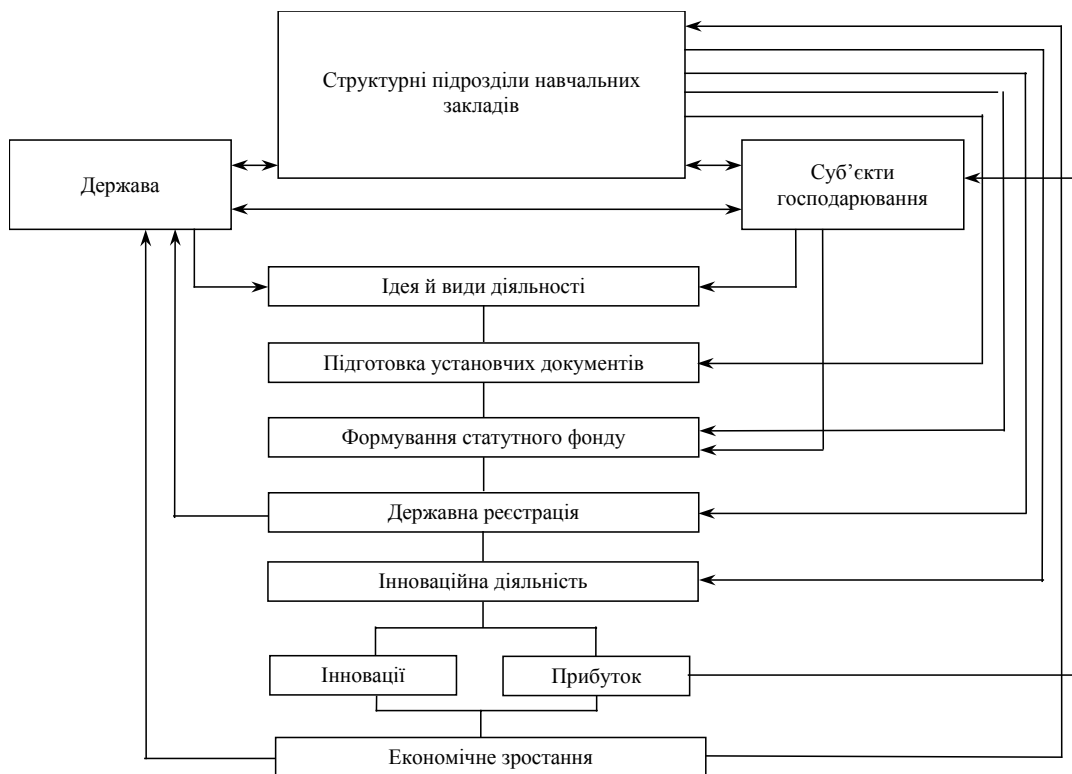 Структурні підрозділи навчальних
закладів
Держава
Суб’єкти
господарювання
Ідея й види діяльності
Підготовка установчих документів
Формування статутного фонду
Державна реєстрація
Інноваційна діяльність
Інновації
Прибуток
Економічне зростання